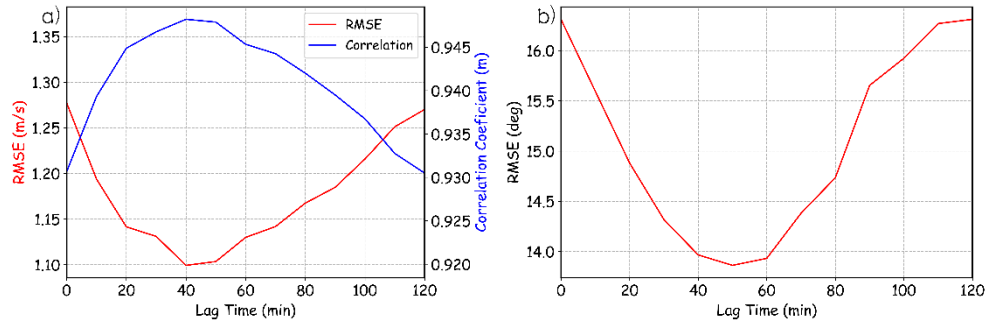 a)
RMSE
Correlation
1.35
1.30
1.25
1.20
1.15
1.10
RMSE (m/s)
0.945
0.940
0.935
0.930
0.925
0.920
Correlation Coeficient (m)
0 20 40 60 80 100 120
Lag Time (min)
b)
16.0
15.5
15.0
14.5
14.0
RMSE (deg)
0 20 40 60 80 100 120
Lag Time (min)